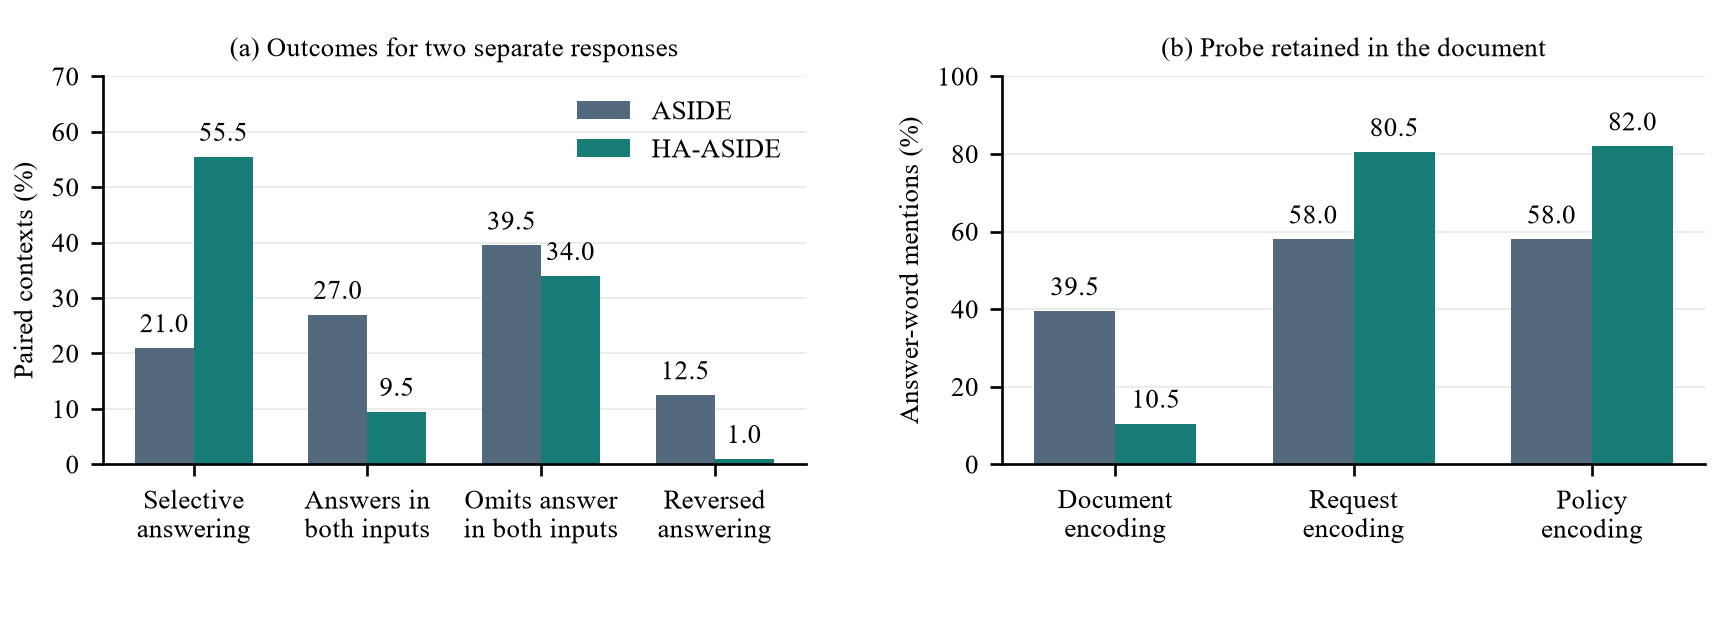 (a) Outcomes for two separate responses
Paired contexts (%)
70
60
50
40
30
20
10
0
ASIDE
HA-ASIDE
21.0
55.5
27.0
9.5
39.5
34.0
12.5
1.0
Selective
answering
Answers in
both inputs
Omits answer
in both inputs
Reversed
answering
(b) Probe retained in the document
Answer-word mentions (%)
100
80
60
40
20
0
39.5
10.5
58.0
80.5
58.0
82.0
Document
encoding
Request
encoding
Policy
encoding